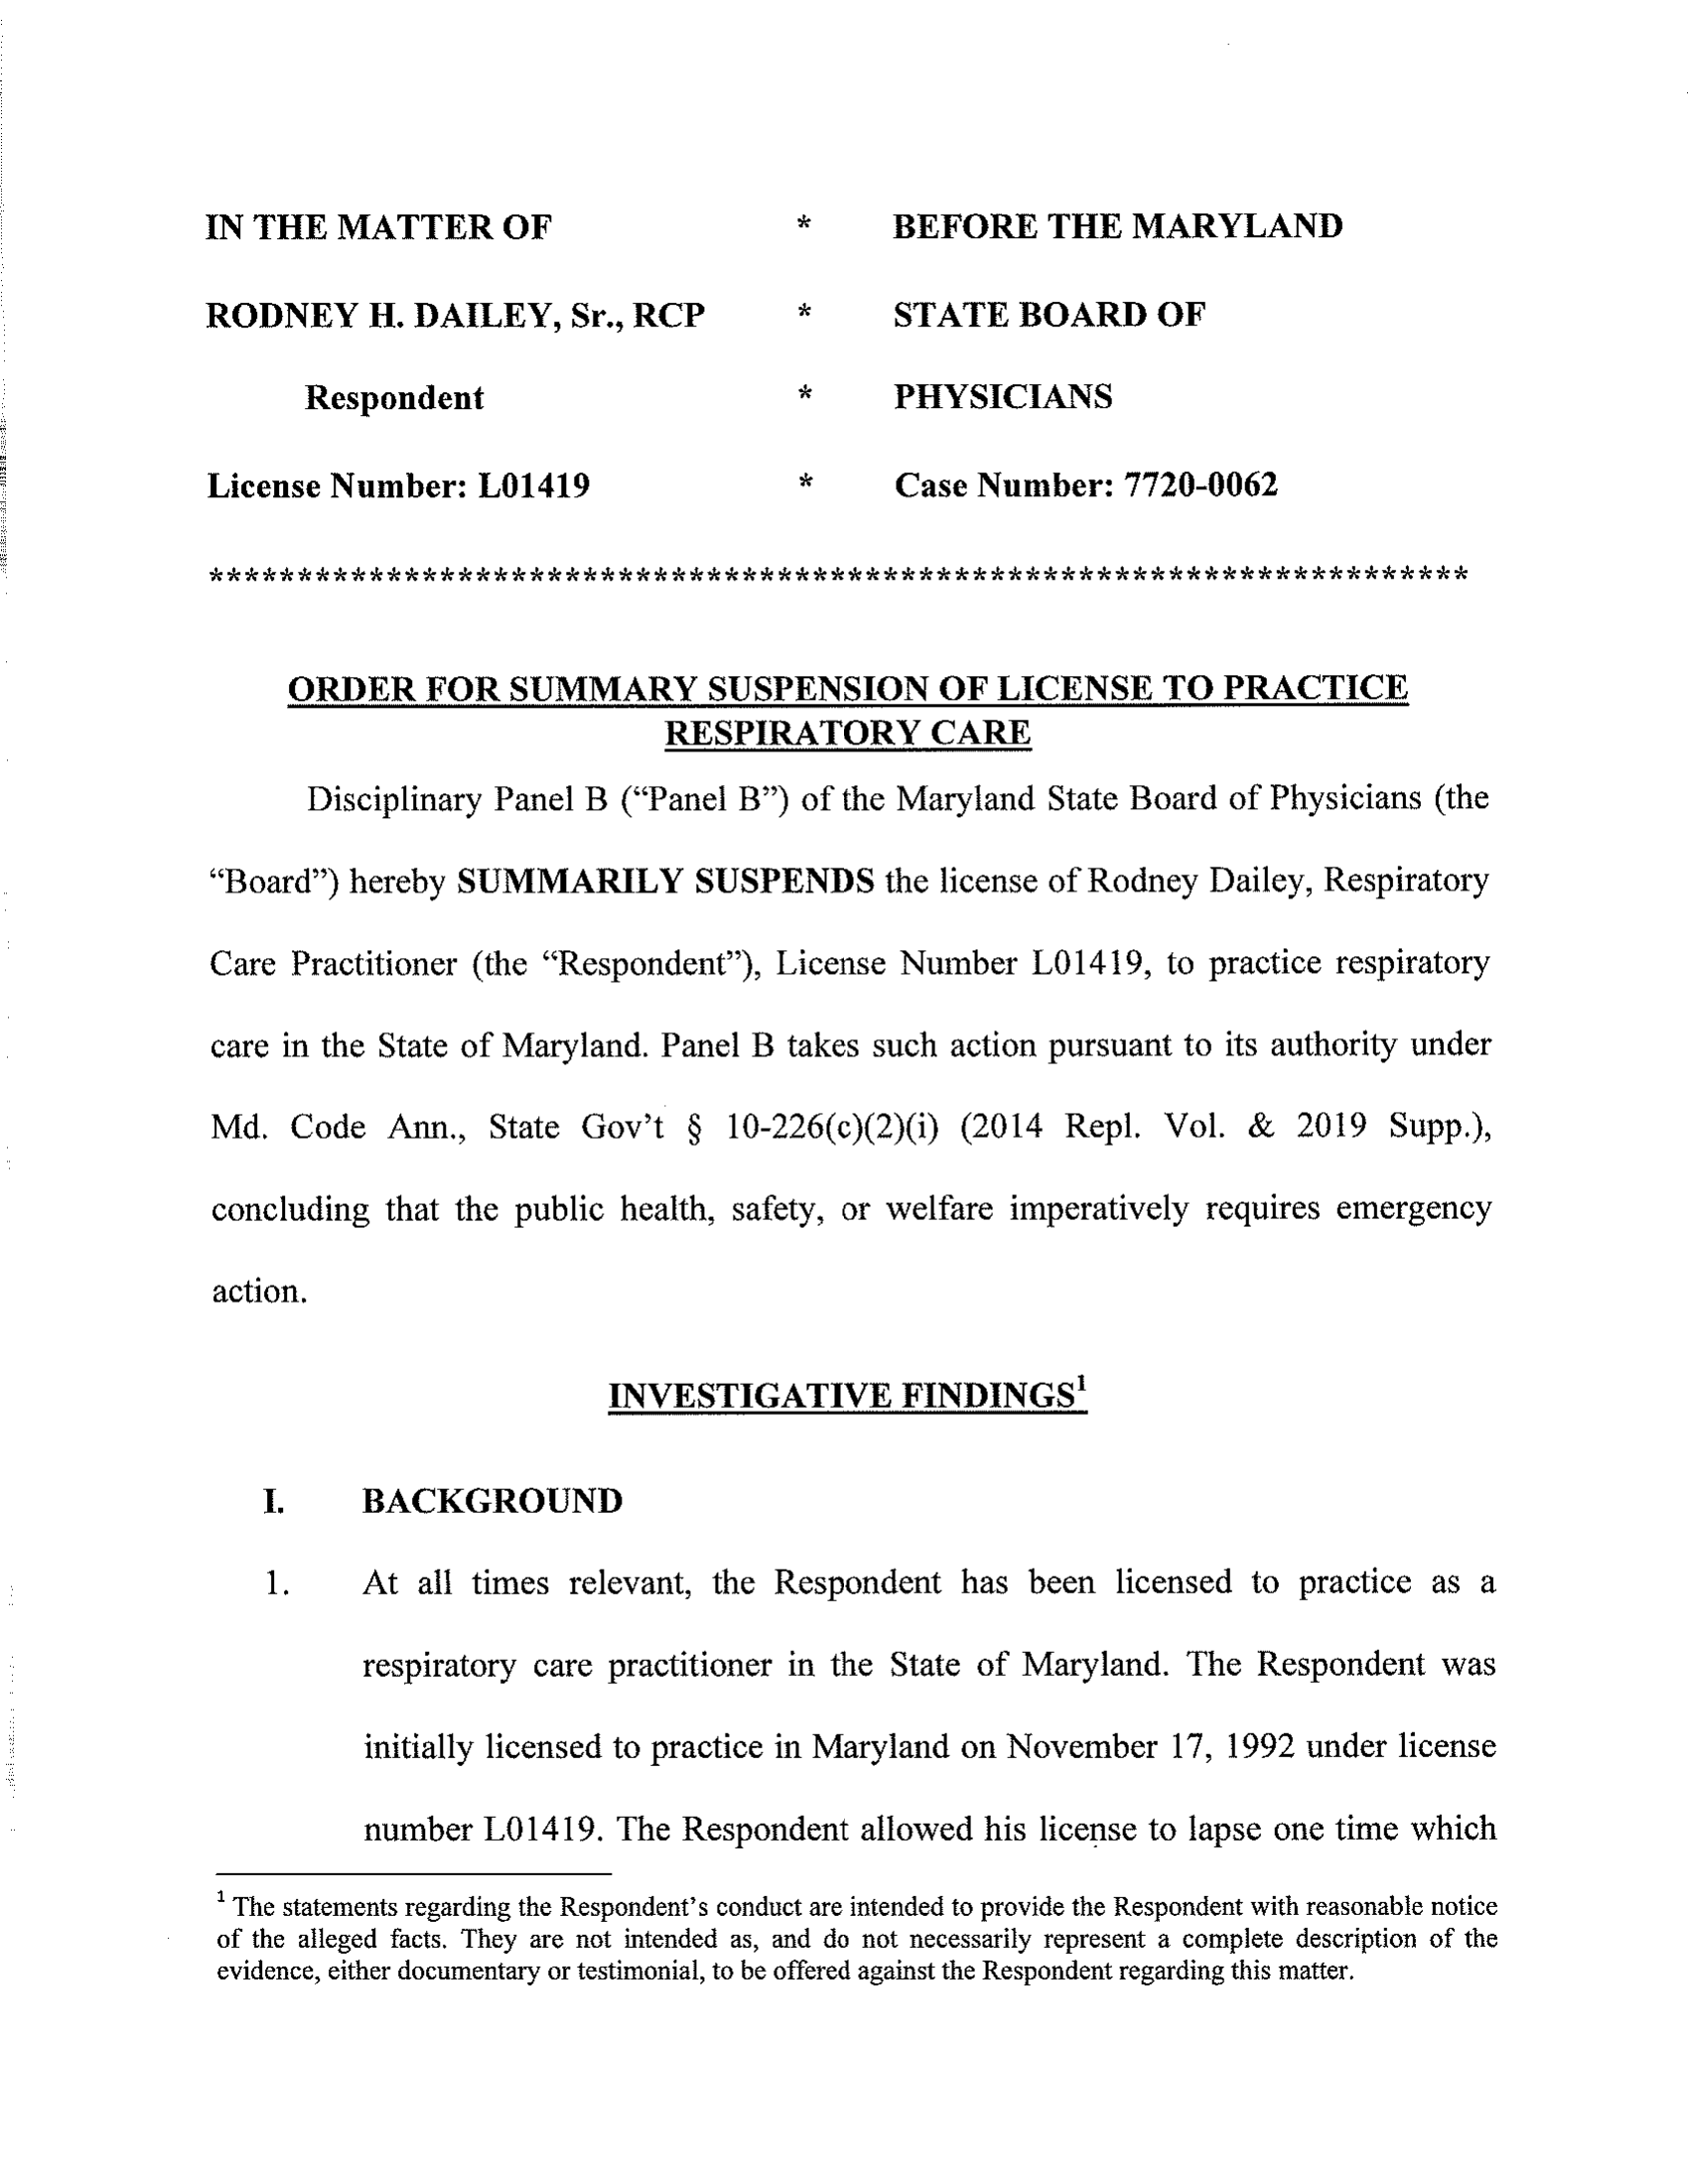 IN THE MATTER OF * BEFORE THE MARYLAND
RODNEY H. DAILEY, Sr., RCP * STATE BOARD OF
Respondent * PHYSICIANS
License Number: L01419 * Case Number: 7720-0062
***********************************************************************
ORDER FOR SUMMARY SUSPENSION OF LICENSE TO PRACTICE
RESPIRATORY CARE
Disciplinary Panel B (“Panel B”) of the Maryland State Board of Physicians (the
“Board”) hereby SUMMARILY SUSPENDS the license of Rodney Dailey, Respiratory
Care Practitioner (the “Respondent”), License Number L01419, to practice respiratory
care in the State of Maryland. Panel B takes such action pursuant to its authority under
Md. Code Ann., State Gov’t § 10-226(c)(2)(i) (2014 Repl. Vol. & 2019 Supp.),
concluding that the public health, safety, or welfare imperatively requires emergency
action.
INVESTIGATIVE FINDINGS¹
I. BACKGROUND
1. At all times relevant, the Respondent has been licensed to practice as a
respiratory care practitioner in the State of Maryland. The Respondent was
initially licensed to practice in Maryland on November 17, 1992 under license
number L01419. The Respondent allowed his license to lapse one time which
¹ The statements regarding the Respondent’s conduct are intended to provide the Respondent with reasonable notice
of the alleged facts. They are not intended as, and do not necessarily represent a complete description of the
evidence, either documentary or testimonial, to be offered against the Respondent regarding this matter.